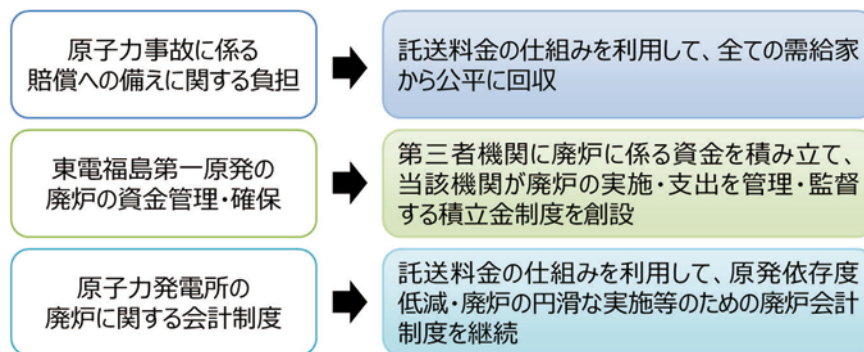 原子力事故に係る
賠償への備えに関する負担
託送料金の仕組みを利用して、全ての需給家
から公平に回収
東電福島第一原発の
廃炉の資金管理・確保
第三者機関に廃炉に係る資金を積み立て、
当該機関が廃炉の実施・支出を管理・監督
する積立金制度を創設
原子力発電所の
廃炉に関する会計制度
託送料金の仕組みを利用して、原発依存度
低減・廃炉の円滑な実施等のための廃炉会計
制度を継続